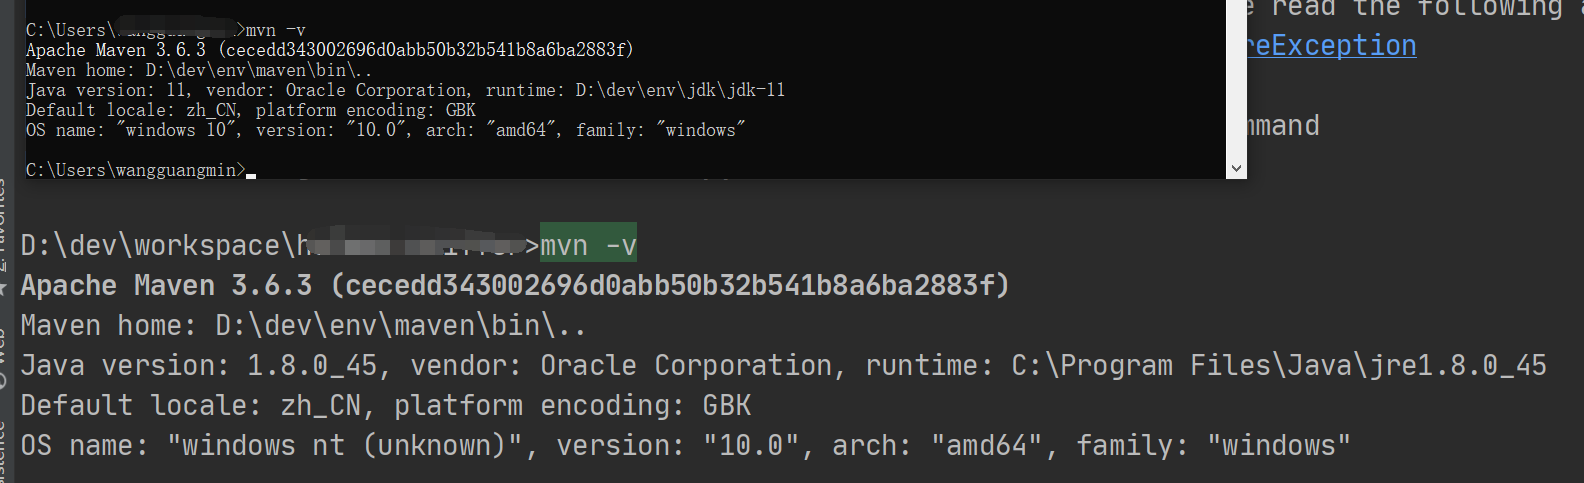 C:\Users\>mvn -v
Apache Maven 3.6.3 (cecedd343002696d0abb50b32b541b8a6ba2883f)
Maven home: D:\dev\env\maven\bin\..
Java version: 11, vendor: Oracle Corporation, runtime: D:\dev\env\jdk\jdk-11
Default locale: zh_CN, platform encoding: GBK
OS name: "windows 10", version: "10.0", arch: "amd64", family: "windows"
C:\Users\wangguangmin>
read the following
reException
mmand
Favorites
Web
D:\dev\workspace\h>mvn -v
Apache Maven 3.6.3 (cecedd343002696d0abb50b32b541b8a6ba2883f)
Maven home: D:\dev\env\maven\bin\..
Java version: 1.8.0_45, vendor: Oracle Corporation, runtime: C:\Program Files\Java\jre1.8.0_45
Default locale: zh_CN, platform encoding: GBK
OS name: "windows nt (unknown)", version: "10.0", arch: "amd64", family: "windows"